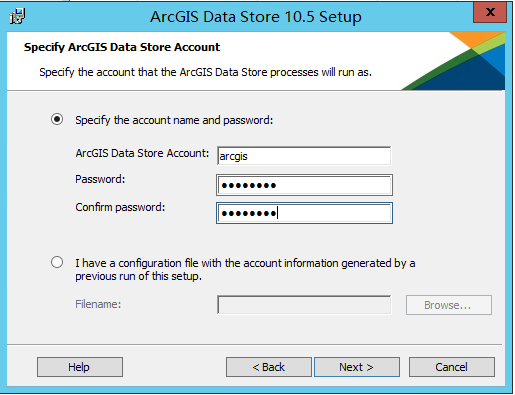 ArcGIS Data Store 10.5 Setup
x
Specify ArcGIS Data Store Account
Specify the account that the ArcGIS Data Store processes will run as.
Specify the account name and password:
ArcGIS Data Store Account: arcgis
Password: ●●●●●●●●
Confirm password: ●●●●●●●●
I have a configuration file with the account information generated by a
previous run of this setup.
Filename: Browse...
Help < Back Next > Cancel